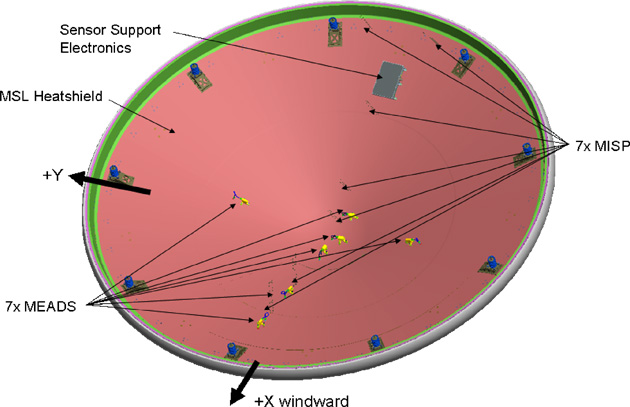 Sensor Support
Electronics
MSL Heatshield
7x MISP
+Y
7x MEADS
+X windward